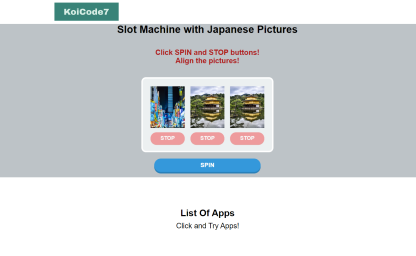 KoiCode7
Slot Machine with Japanese Pictures
Click SPIN and STOP buttons!
Align the pictures!
STOP STOP STOP
SPIN
List Of Apps
Click and Try Apps!